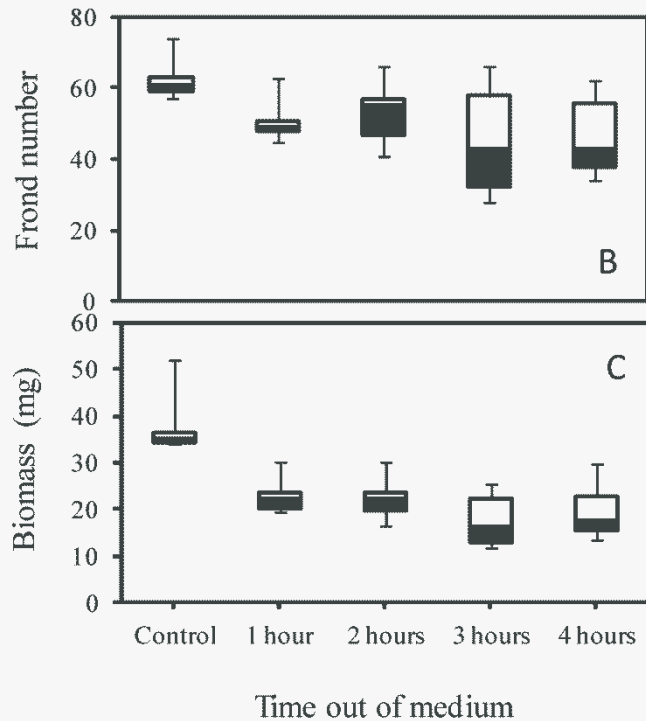 80
60
40
20
0
Frond number
B
60
50
40
30
20
10
0
Biomass (mg)
C
Control 1 hour 2 hours 3 hours 4 hours
Time out of medium